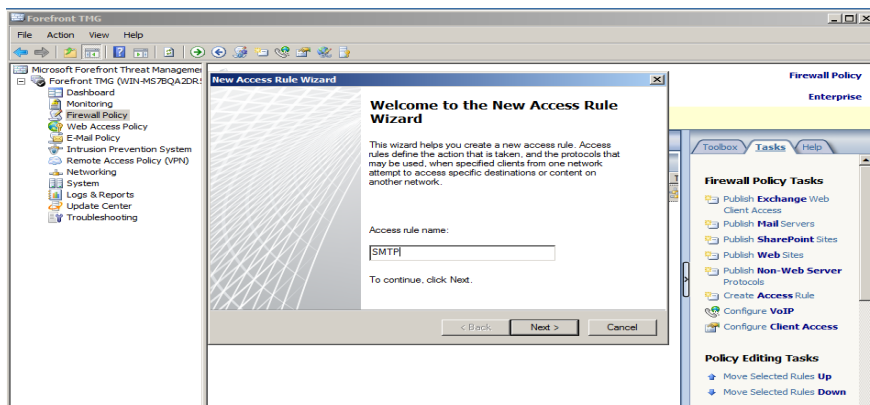 Forefront TMG
File Action View Help
Microsoft Forefront Threat Manageme
Forefront TMG (WIN-MS7BQA2DR
Dashboard
Monitoring
Firewall Policy
Web Access Policy
E-Mail Policy
Intrusion Prevention System
Remote Access Policy (VPN)
Networking
System
Logs & Reports
Update Center
Troubleshooting
New Access Rule Wizard
Welcome to the New Access Rule
Wizard
This wizard helps you create a new access rule. Access
rules define the action that is taken, and the protocols that
may be used, when specified clients from one network
attempt to access specific destinations or content on
another network.
Access rule name:
SMTP
To continue, click Next.
< Back Next > Cancel
Firewall Policy
Enterprise
Toolbox Tasks Help
Firewall Policy Tasks
Publish Exchange Web
Client Access
Publish Mail Servers
Publish SharePoint Sites
Publish Web Sites
Publish Non-Web Server
Protocols
Create Access Rule
Configure VoIP
Configure Client Access
Policy Editing Tasks
Move Selected Rules Up
Move Selected Rules Down